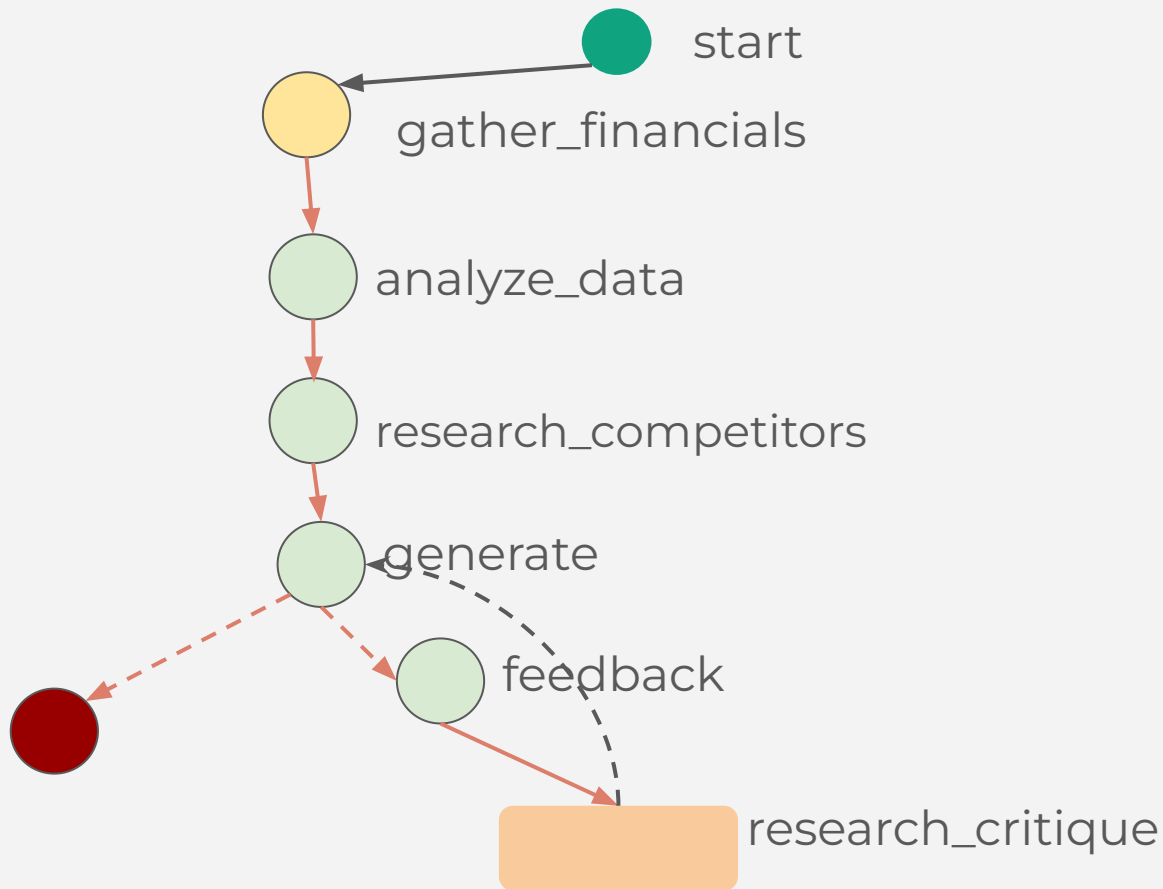 start
gather_financials
analyze_data
research_competitors
generate
feedback
research_critique